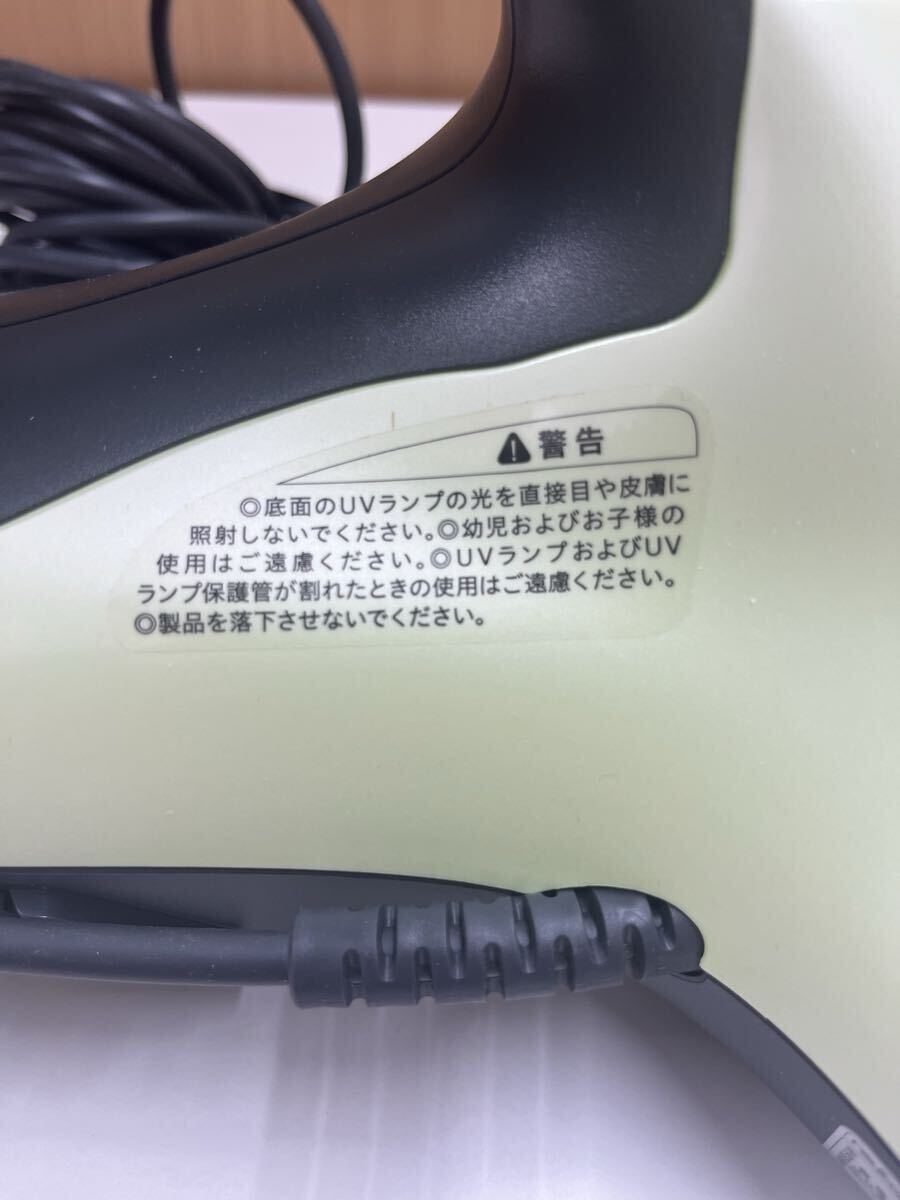 警告
◎底面のUVランプの光を直接目や皮膚に
照射しないでください。◎幼児およびお子様の
使用はご遠慮ください。◎UVランプおよびUV
ランプ保護管が割れたときの使用はご遠慮ください。
◎製品を落下させないでください。